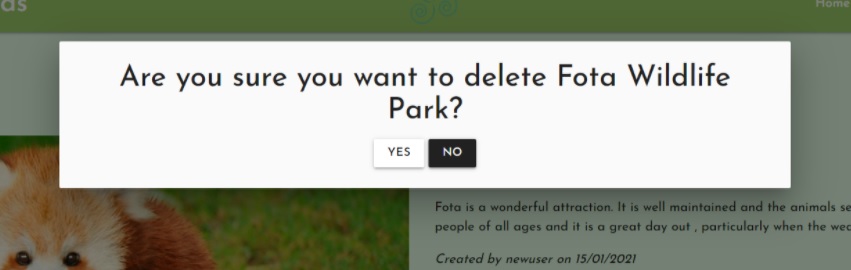 as
Home
Are you sure you want to delete Fota Wildlife
Park?
YES NO
Fota is a wonderful attraction. It is well maintained and the animals se
people of all ages and it is a great day out , particularly when the wea
Created by newuser on 15/01/2021